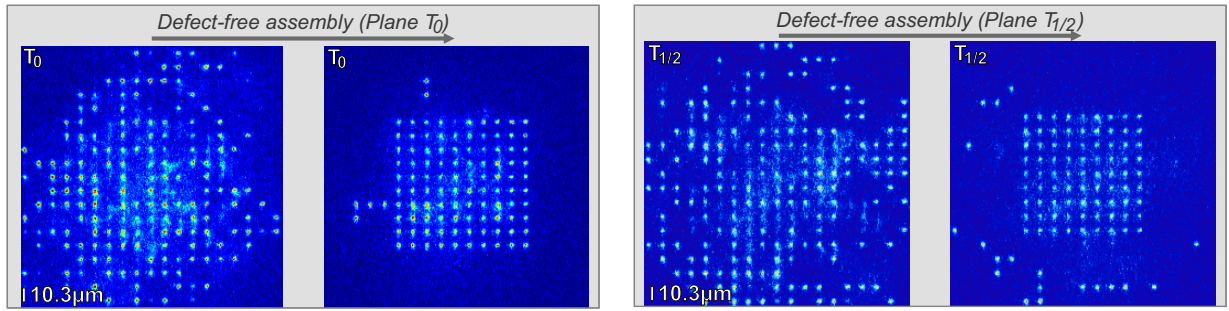 Defect-free assembly (Plane T0)
T0
T0
10.3μm
Defect-free assembly (Plane T1/2)
T1/2
T1/2
10.3μm